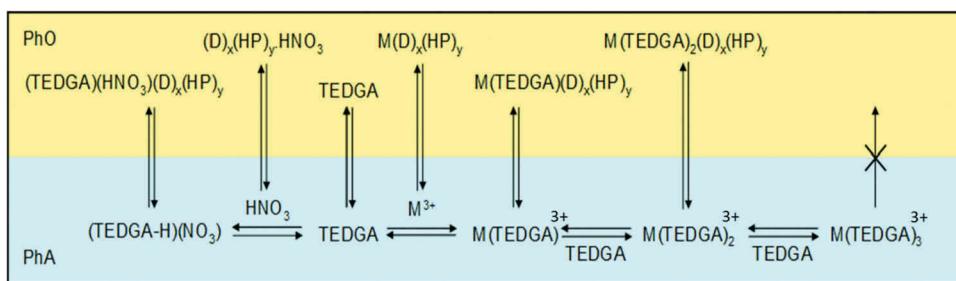 PhO
(D)ₓ(HP)ᵧ.HNO₃
M(D)ₓ(HP)ᵧ
M(TEDGA)₂(D)ₓ(HP)ᵧ
(TEDGA)(HNO₃)(D)ₓ(HP)ᵧ
TEDGA
M(TEDGA)(D)ₓ(HP)ᵧ
HNO₃
M³⁺
(TEDGA-H)(NO₃)
TEDGA
M(TEDGA)³⁺
TEDGA
M(TEDGA)₂³⁺
TEDGA
M(TEDGA)₃³⁺
PhA